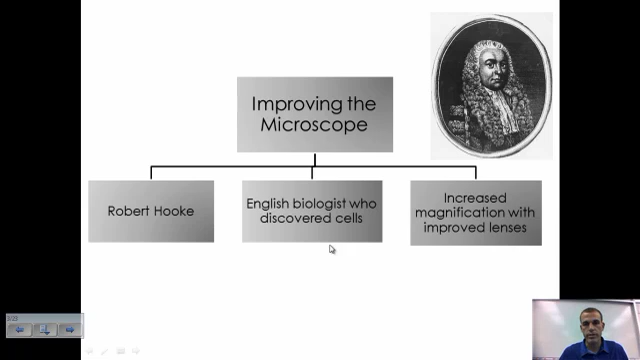 Improving the
Microscope
Robert Hooke
English biologist who
discovered cells
Increased
magnification with
improved lenses